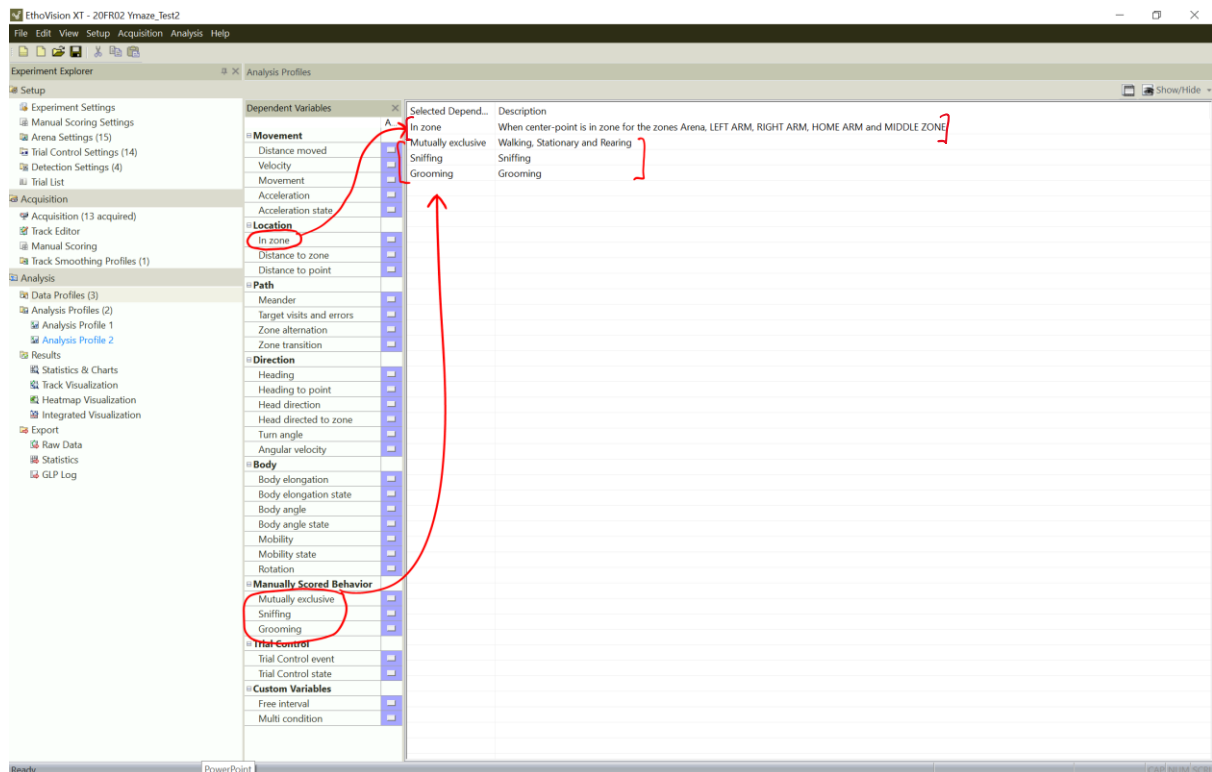 EthoVision XT - 20FR02 Ymaze_Test2
File Edit View Setup Acquisition Analysis Help
Experiment Explorer
Analysis Profiles
Setup
Show/Hide
Experiment Settings
Manual Scoring Settings
Arena Settings (15)
Trial Control Settings (14)
Detection Settings (4)
Trial List
Acquisition
Acquisition (13 acquired)
Track Editor
Manual Scoring
Track Smoothing Profiles (1)
Analysis
Data Profiles (3)
Analysis Profiles (2)
Analysis Profile 1
Analysis Profile 2
Results
Statistics & Charts
Track Visualization
Heatmap Visualization
Integrated Visualization
Export
Raw Data
Statistics
GLP Log
Dependent Variables
A..
Movement
Distance moved
Velocity
Movement
Acceleration
Acceleration state
Location
In zone
Distance to zone
Distance to point
Path
Meander
Target visits and errors
Zone alternation
Zone transition
Direction
Heading
Heading to point
Head direction
Head directed to zone
Turn angle
Angular velocity
Body
Body elongation
Body elongation state
Body angle
Body angle state
Mobility
Mobility state
Rotation
Manually Scored Behavior
Mutually exclusive
Sniffing
Grooming
Trial Control
Trial Control event
Trial Control state
Custom Variables
Free interval
Multi condition
Selected Depend... Description
In zone When center-point is in zone for the zones Arena, LEFT ARM, RIGHT ARM, HOME ARM and MIDDLE ZONE
Mutually exclusive Walking, Stationary and Rearing
Sniffing Sniffing
Grooming Grooming
Ready
PowerPoint
CAP NUM SCRL